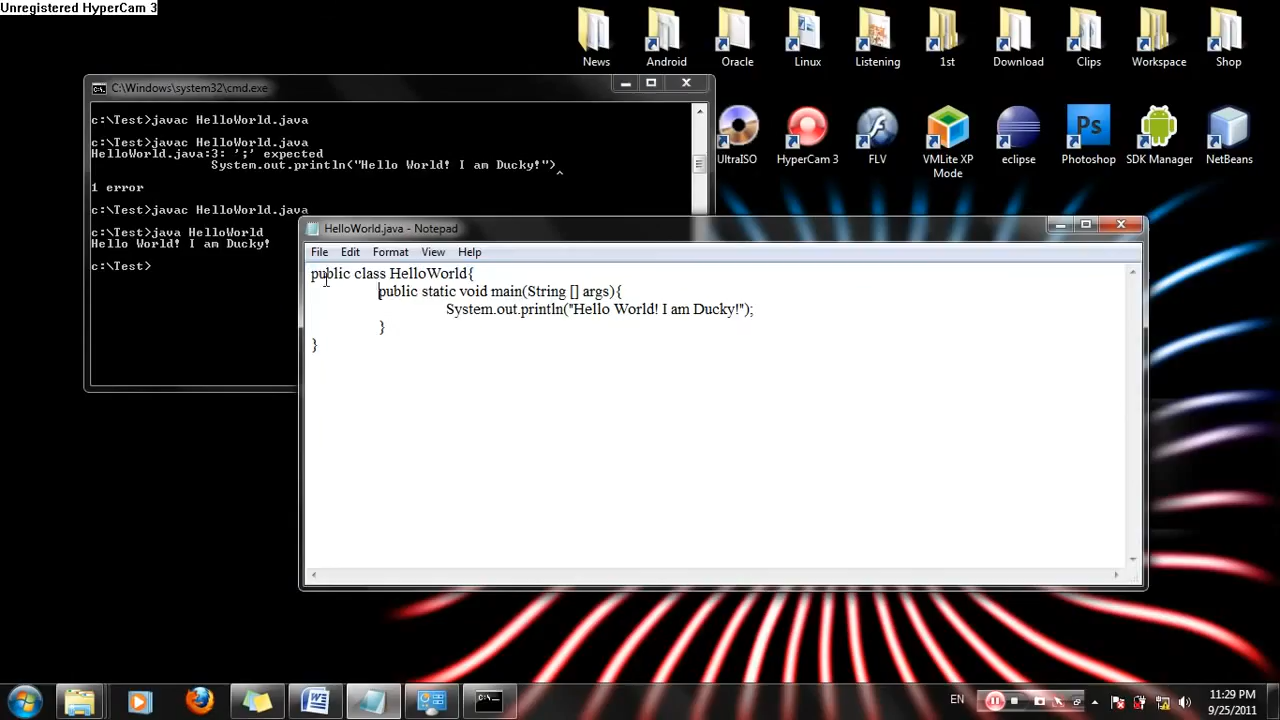 Unregistered HyperCam 3
News
Android
Oracle
Linux
Listening
1st
Download
Clips
Workspace
Shop
UltraISO
HyperCam 3
FLV
VMLite XP
Mode
eclipse
Photoshop
SDK Manager
NetBeans
Ps
C:\Windows\system32\cmd.exe
c:\Test>javac HelloWorld.java
c:\Test>javac HelloWorld.java
HelloWorld.java:3: ';' expected
System.out.println("Hello World! I am Ducky!")
^
1 error
c:\Test>javac HelloWorld.java
c:\Test>java HelloWorld
Hello World! I am Ducky!
c:\Test>
HelloWorld.java - Notepad
File Edit Format View Help
public class HelloWorld{
public static void main(String [] args){
System.out.println("Hello World! I am Ducky!");
}
}
EN
11:29 PM
9/25/2011